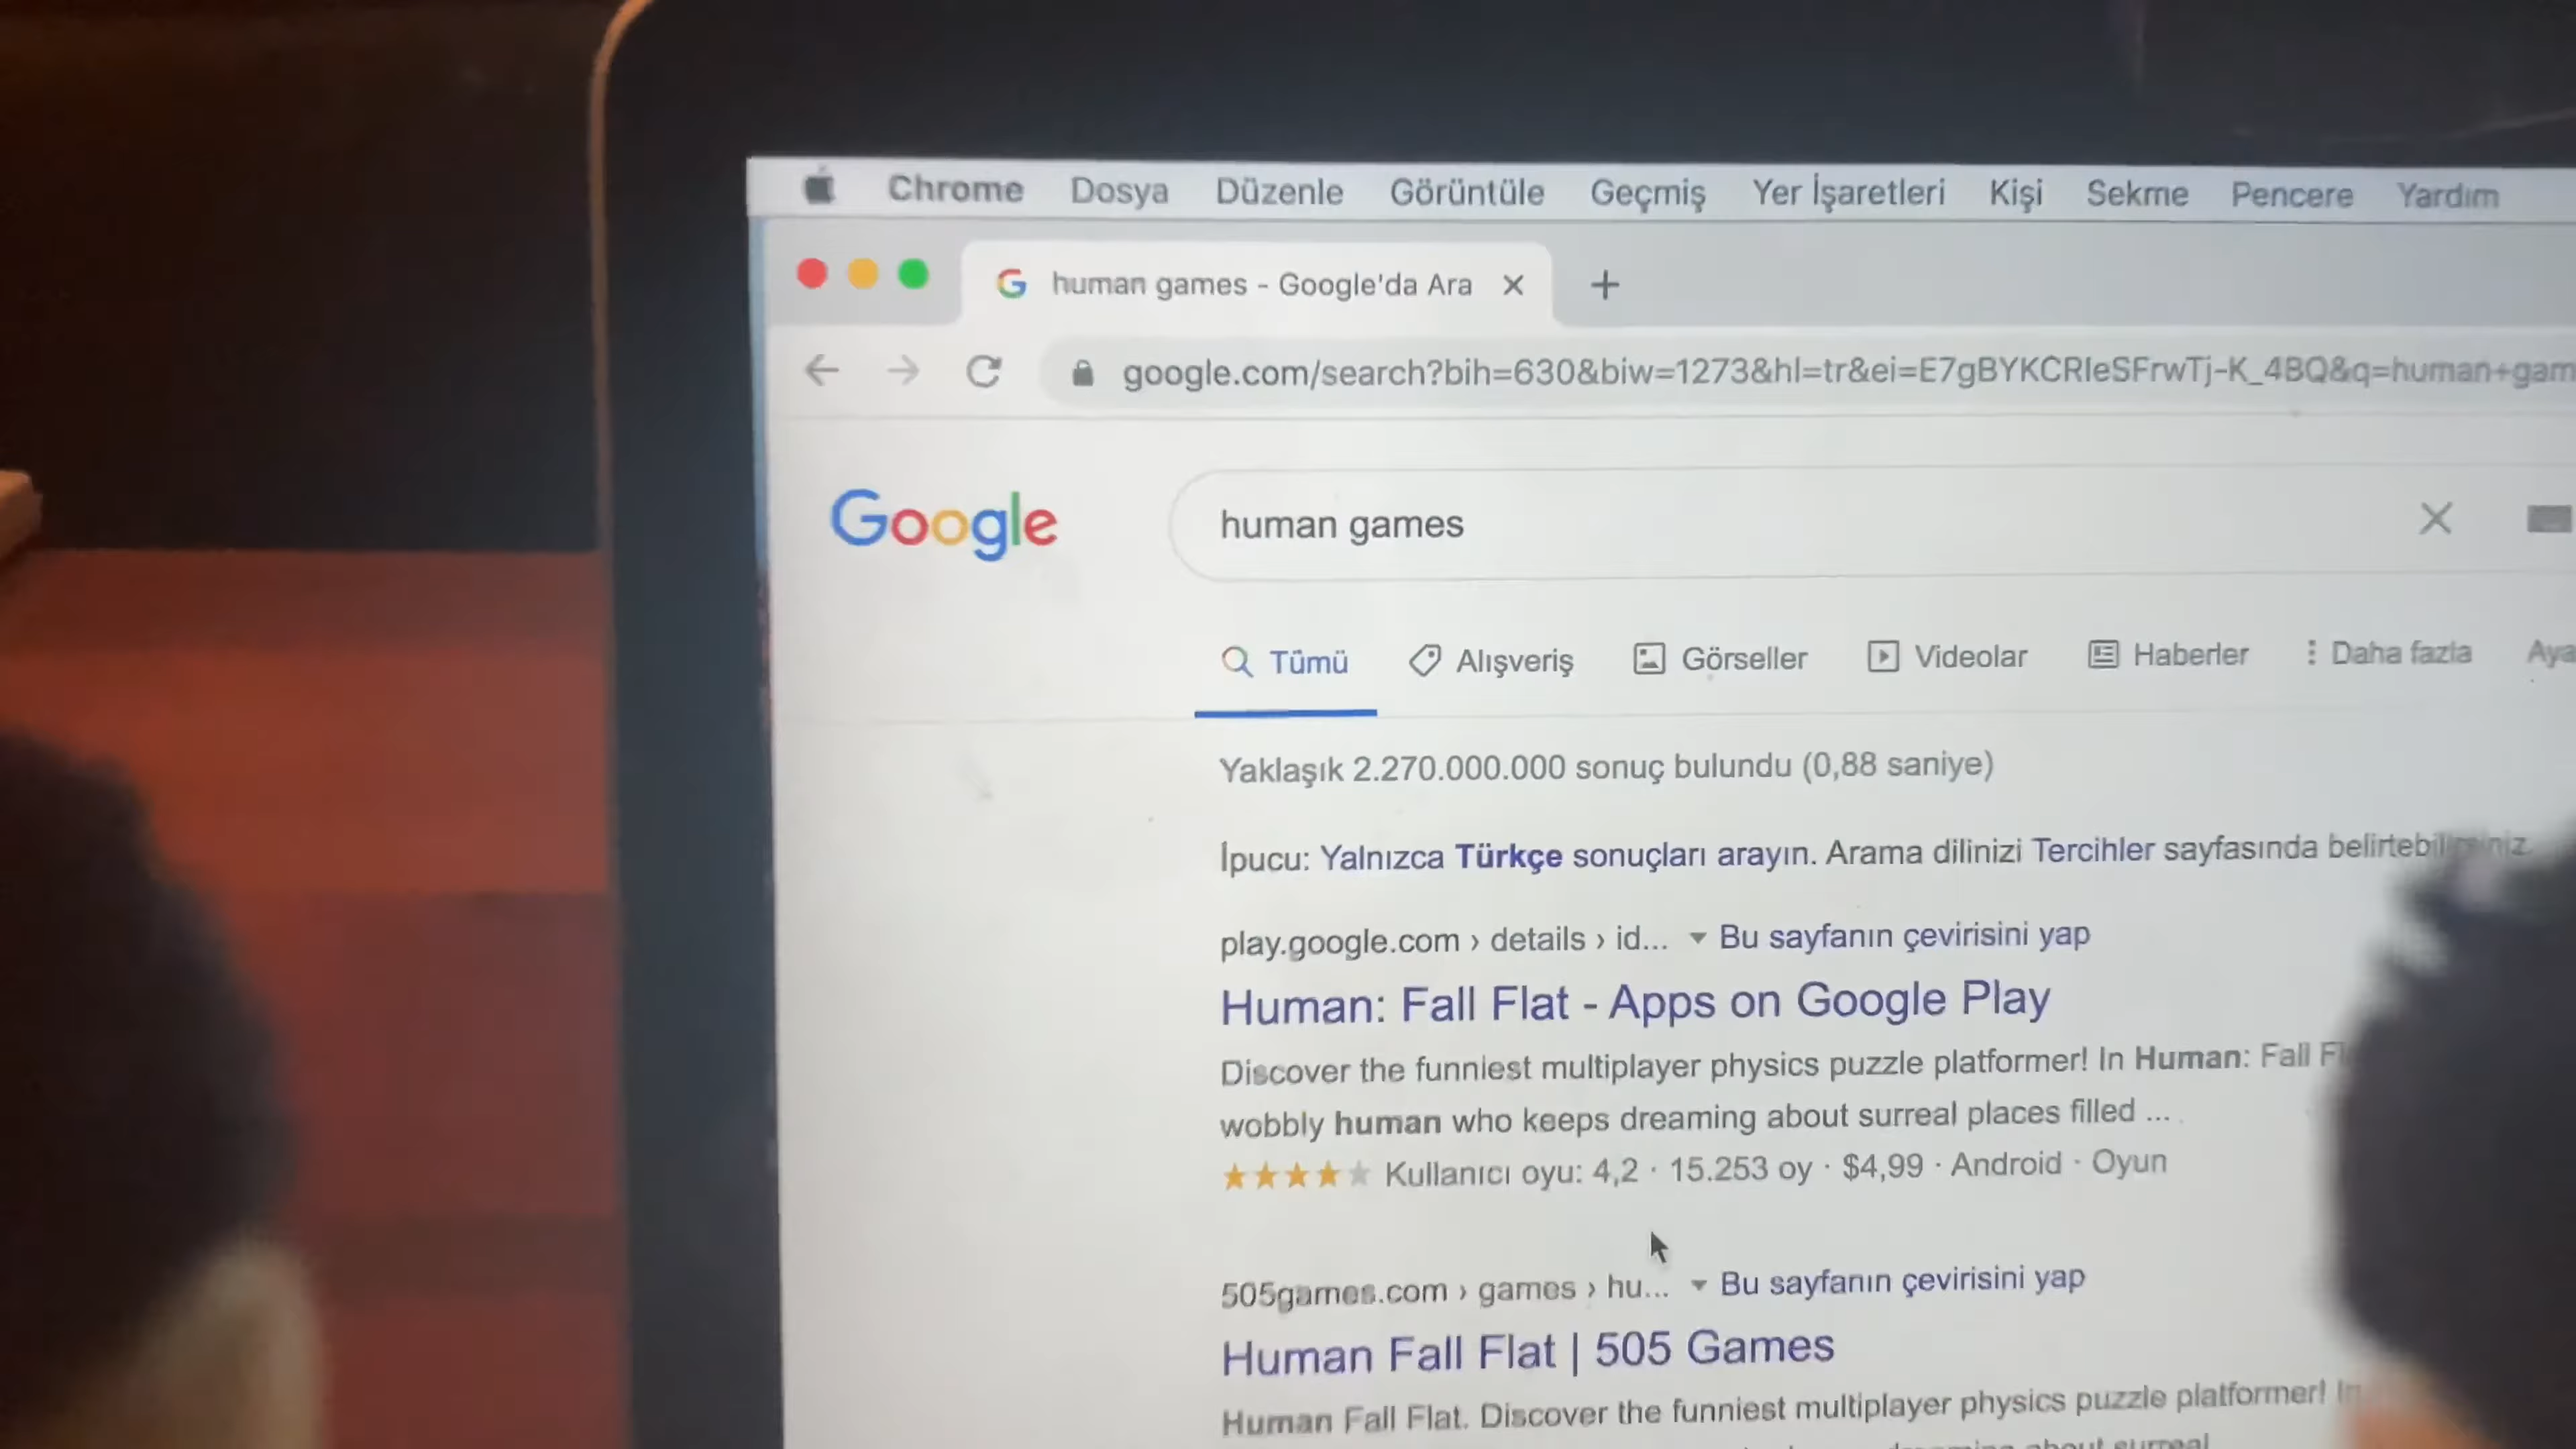 Chrome Dosya Düzenle Görüntüle Geçmiş Yer İşaretleri Kişi Sekme Pencere Yardım
human games - Google'da Ara
google.com/search?bih=630&biw=1273&hl=tr&ei=E7gBYKCRIeSFrwTj-K_4BQ&q=human+gam
Google human games
Tümü Alışveriş Görseller Videolar Haberler Daha fazla
Yaklaşık 2.270.000.000 sonuç bulundu (0,88 saniye)
İpucu: Yalnızca Türkçe sonuçları arayın. Arama dilinizi Tercihler sayfasında belirtebilirsiniz.
play.google.com › details › id... Bu sayfanın çevirisini yap
Human: Fall Flat - Apps on Google Play
Discover the funniest multiplayer physics puzzle platformer! In Human: Fall
wobbly human who keeps dreaming about surreal places filled ...
Kullanıcı oyu: 4,2 · 15.253 oy · $4,99 · Android · Oyun
505games.com › games › hu... Bu sayfanın çevirisini yap
Human Fall Flat | 505 Games
Human Fall Flat. Discover the funniest multiplayer physics puzzle platformer!
about surreal